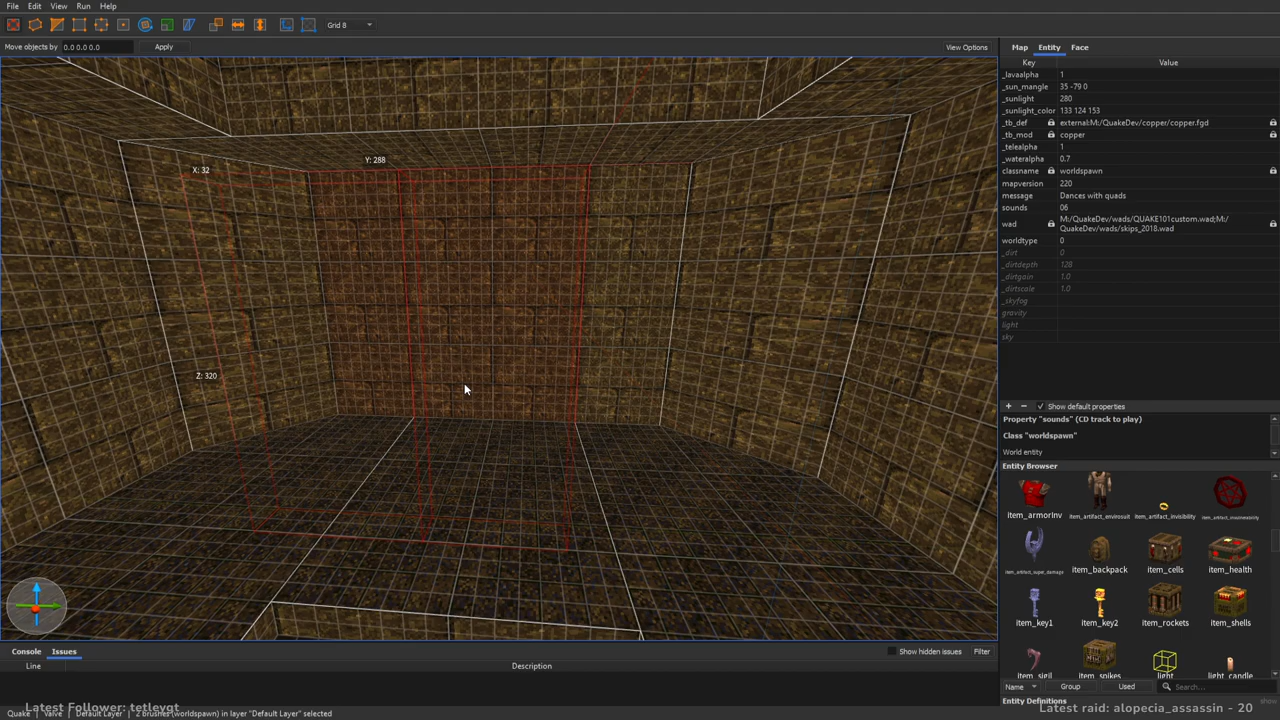 File Edit View Run Help
Grid 8
Move objects by 0.0 0.0 0.0 Apply View Options
Map Entity Face
Key Value
_lavaalpha 1
_sun_mangle 35 -79 0
_sunlight 280
_sunlight_color 133 124 153
_tb_def external:M:/QuakeDev/copper/copper.fgd
_tb_mod copper
_telealpha 1
_wateralpha 0.7
classname worldspawn
mapversion 220
message Dances with quads
sounds 06
wad M:/QuakeDev/wads/QUAKE101custom.wad;M:/
QuakeDev/wads/skips_2018.wad
worldtype 0
_dirt 0
_dirtdepth 128
_dirtgain 1.0
_dirtscale 1.0
_skyfog
gravity
light
sky
X: 32
Y: 288
Z: 320
+ − Show default properties
Property "sounds" (CD track to play)
Class "worldspawn"
World entity
Entity Browser
item_armorInv item_artifact_envirosuit item_artifact_invisibility item_artifact_invulnerability
item_artifact_super_damage item_backpack item_cells item_health
item_key1 item_key2 item_rockets item_shells
item_sigil item_spikes light light_candle
Name Group Used Search...
Entity Definitions
Console Issues Show hidden issues Filter
Line Description
Latest Follower: tetleygt
Latest raid: alopecia_assassin - 20
Quake Valve Default Layer 2 brushes (worldspawn) in layer "Default Layer" selected